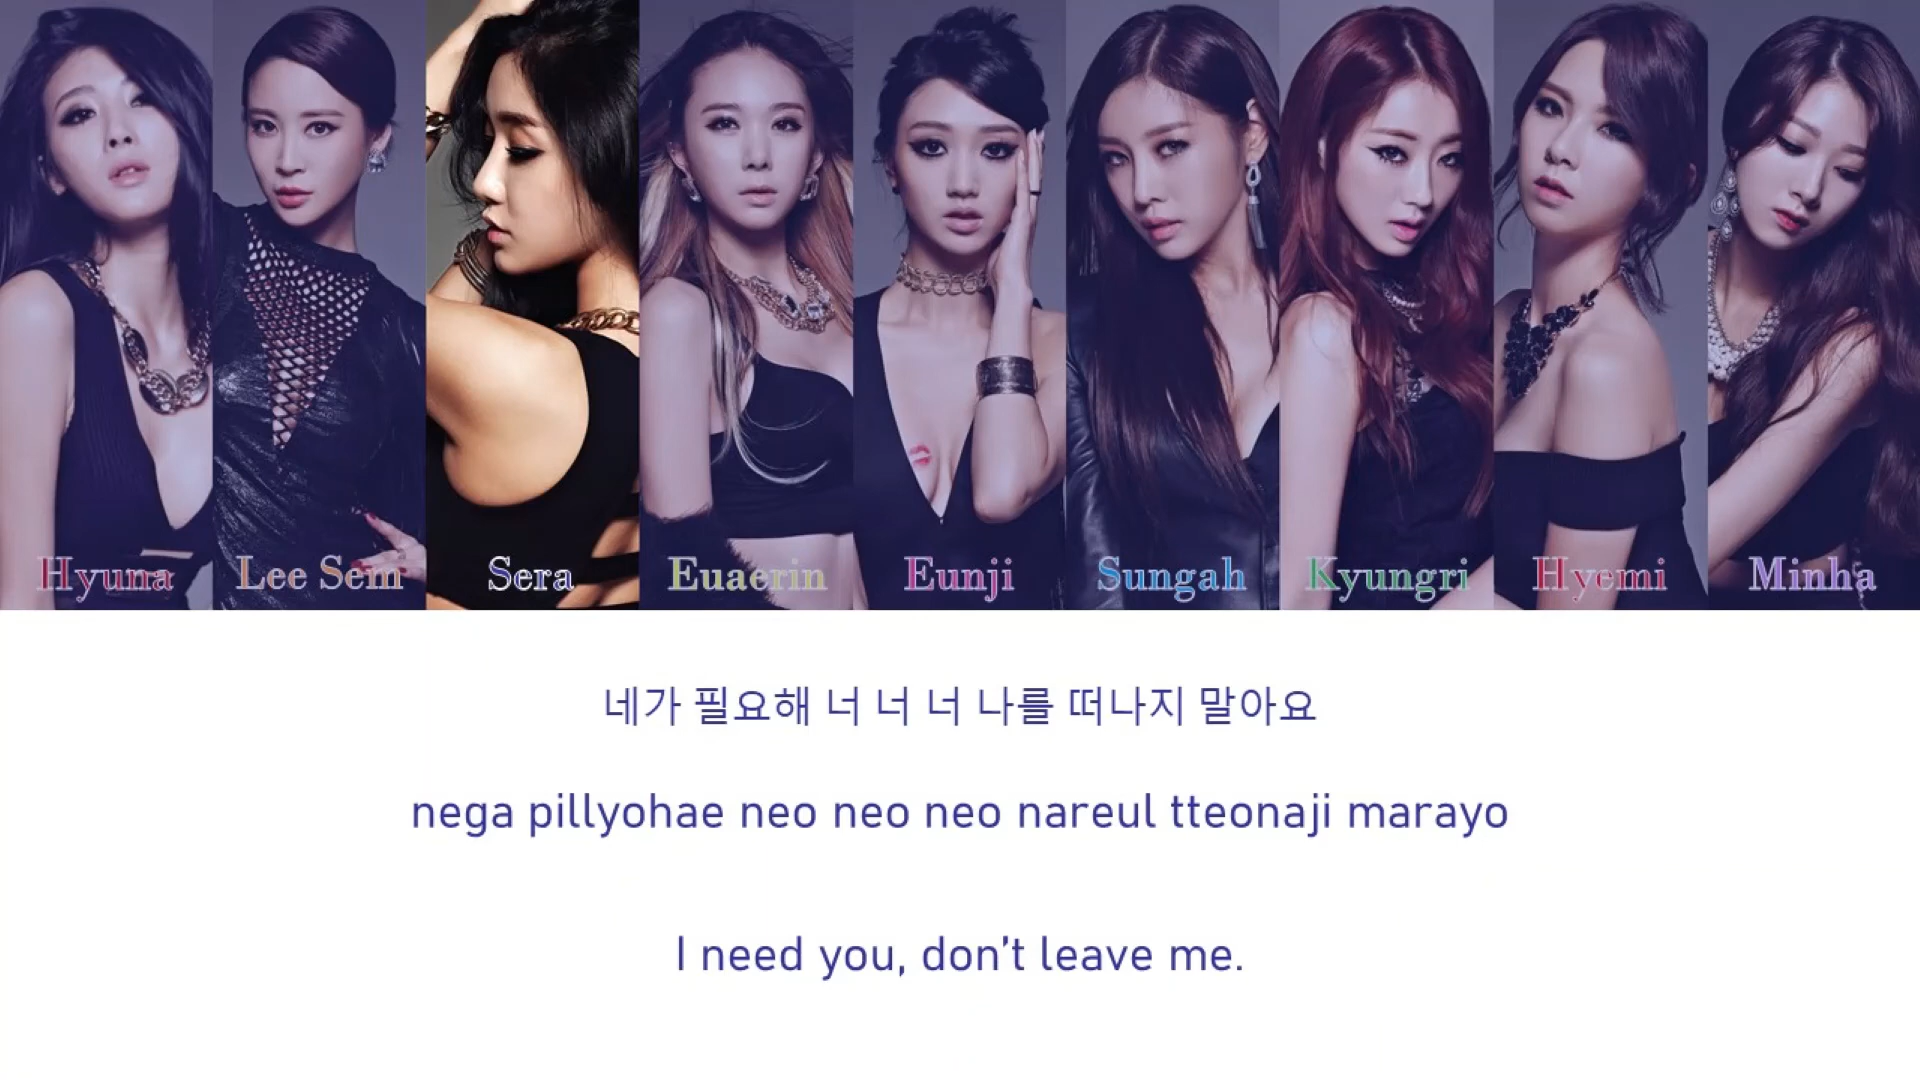 Hyuna Lee Sem Sera Euaerin Eunji Sungah Kyungri Hyemi Minha
네가 필요해 너 너 너 나를 떠나지 말아요
nega pillyohae neo neo neo nareul tteonaji marayo
I need you, don't leave me.